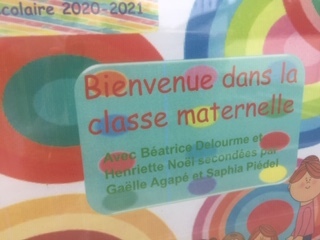 scolaire 2020-2021
Bienvenue dans la
classe maternelle
Avec Béatrice Delourme et
Henriette Noël secondées par
Gaëlle Agapé et Saphia Piédel